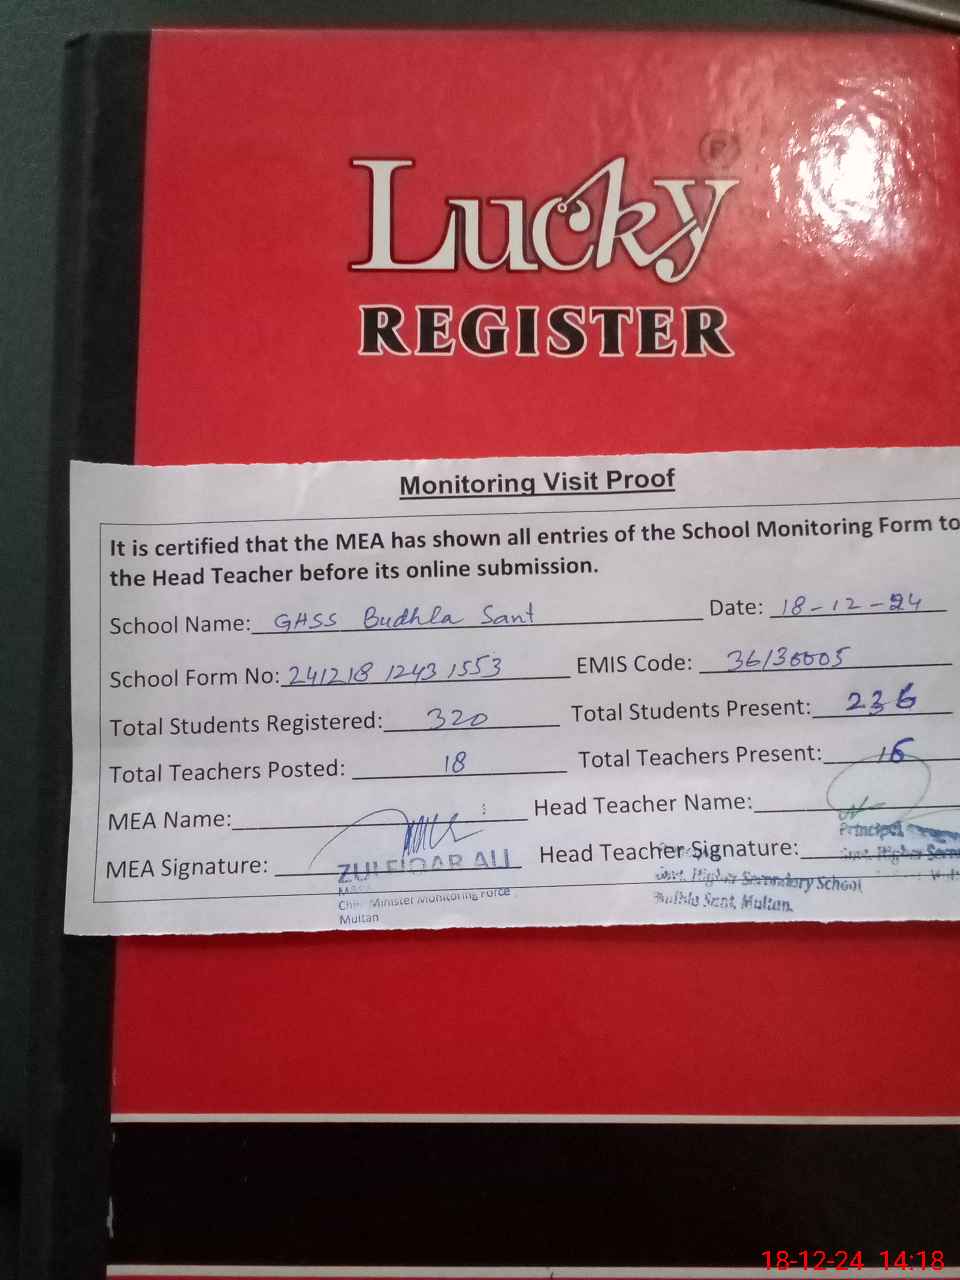 Lucky
REGISTER
Monitoring Visit Proof
It is certified that the MEA has shown all entries of the School Monitoring Form to
the Head Teacher before its online submission.
School Name: GHSS Budhla Sant Date: 18-12-24
School Form No: 241218 1243 1553 EMIS Code: 36130005
Total Students Registered: 320 Total Students Present: 236
Total Teachers Posted: 18 Total Teachers Present: 16
MEA Name: Head Teacher Name:
Principal
MEA Signature: Head Teacher Signature:
ZULFIQAR ALI
Govt. Higher Secondary School
Chief Minister Monitoring Force
Budhla Sant, Multan.
Multan
18-12-24 14:18